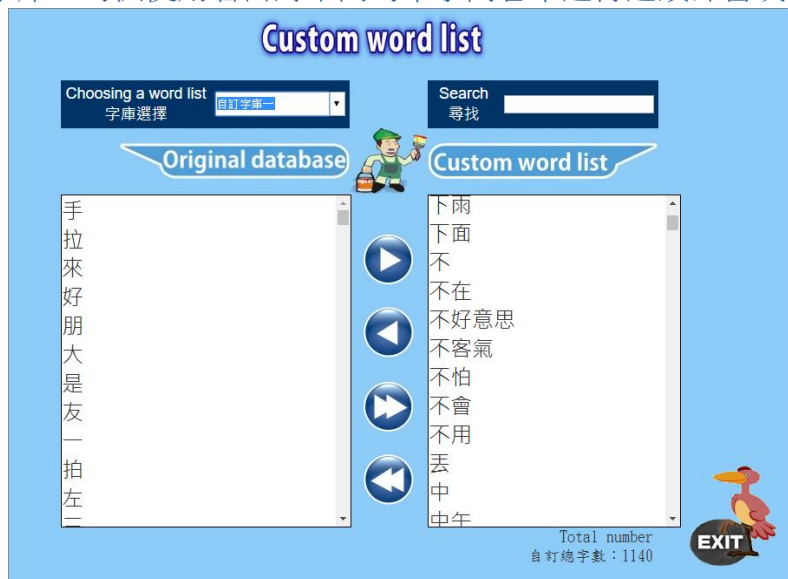 Custom word list
Choosing a word list
字庫選擇
自訂字庫一
Search
尋找
Original database
Custom word list
手
拉
來
好
朋
大
是
友
一
拍
左
下雨
下面
不
不在
不好意思
不客氣
不怕
不會
不用
丟
中
中午
Total number
自訂總字數：1140
EXIT